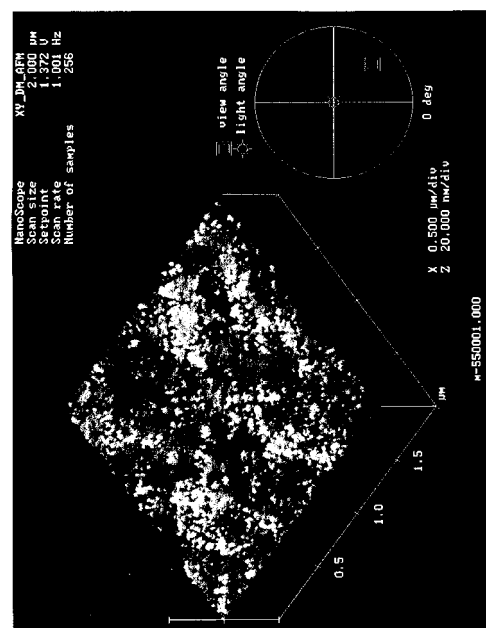 NanoScope XY_DM_AFM
Scan size 2.000 µM
Setpoint 1.372 V
Scan rate 1.001 Hz
Number of samples 256
view angle
light angle
0 deg
X 0.500 µM/div
Z 20.000 nM/div
0.5
1.0
1.5
µM
w-550001.000